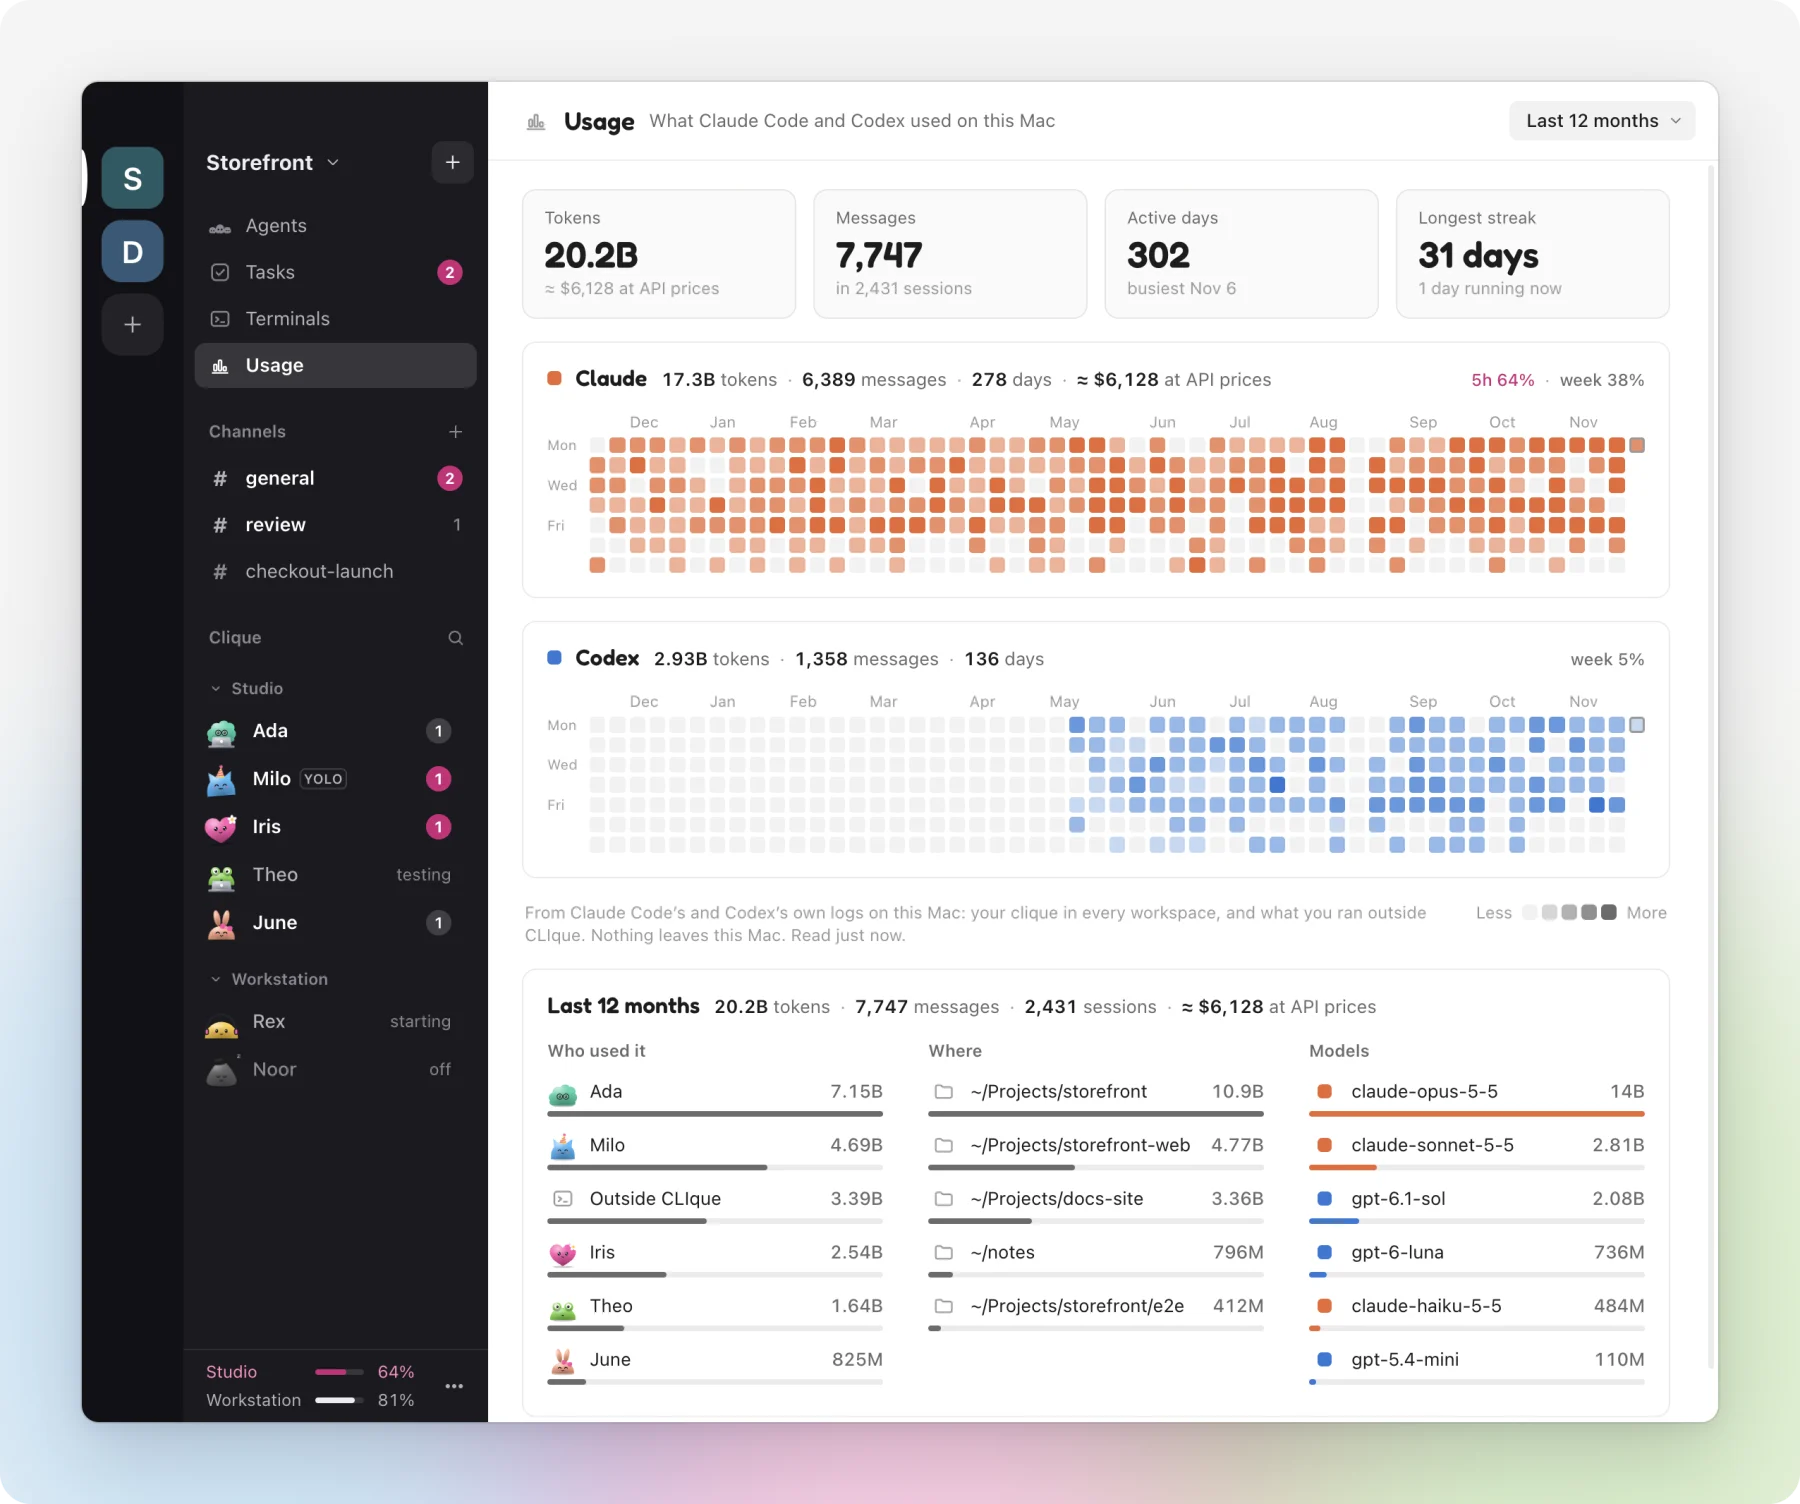 S
D
+
Storefront
+
Agents
Tasks 2
Terminals
Usage
Channels +
# general 2
# review 1
# checkout-launch
Clique
Studio
Ada 1
Milo YOLO 1
Iris 1
Theo testing
June 1
Workstation
Rex starting
Noor off
Studio 64%
Workstation 81%
Usage What Claude Code and Codex used on this Mac
Last 12 months
Tokens
20.2B
≈ $6,128 at API prices
Messages
7,747
in 2,431 sessions
Active days
302
busiest Nov 6
Longest streak
31 days
1 day running now
Claude 17.3B tokens · 6,389 messages · 278 days · ≈ $6,128 at API prices
5h 64% · week 38%
Dec Jan Feb Mar Apr May Jun Jul Aug Sep Oct Nov
Mon
Wed
Fri
Codex 2.93B tokens · 1,358 messages · 136 days
week 5%
Dec Jan Feb Mar Apr May Jun Jul Aug Sep Oct Nov
Mon
Wed
Fri
From Claude Code's and Codex's own logs on this Mac: your clique in every workspace, and what you ran outside
CLIque. Nothing leaves this Mac. Read just now.
Less More
Last 12 months 20.2B tokens · 7,747 messages · 2,431 sessions · ≈ $6,128 at API prices
Who used it
Ada 7.15B
Milo 4.69B
Outside CLIque 3.39B
Iris 2.54B
Theo 1.64B
June 825M
Where
~/Projects/storefront 10.9B
~/Projects/storefront-web 4.77B
~/Projects/docs-site 3.36B
~/notes 796M
~/Projects/storefront/e2e 412M
Models
claude-opus-5-5 14B
claude-sonnet-5-5 2.81B
gpt-6.1-sol 2.08B
gpt-6-luna 736M
claude-haiku-5-5 484M
gpt-5.4-mini 110M